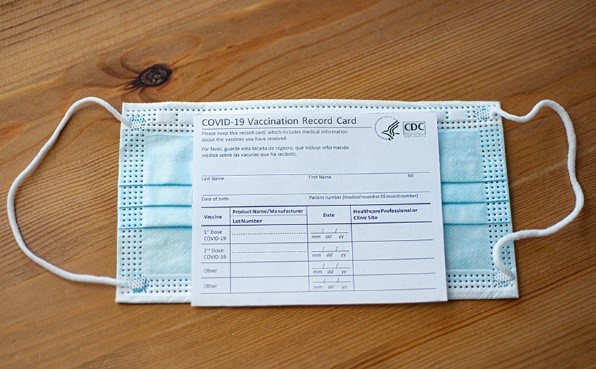 COVID-19 Vaccination Record Card
Please keep this record card, which includes medical information
about the vaccines you have received.
Por favor, guarde esta tarjeta de registro, que incluye información
médica sobre las vacunas que ha recibido.
CDC
Last Name First Name MI
Date of birth Patient number (medical record or IIS record number)
Vaccine Product Name/Manufacturer Date Healthcare Professional or
Lot Number Clinic Site
1st Dose
COVID-19 mm dd yy
2nd Dose
COVID-19 mm dd yy
Other mm dd yy
Other mm dd yy